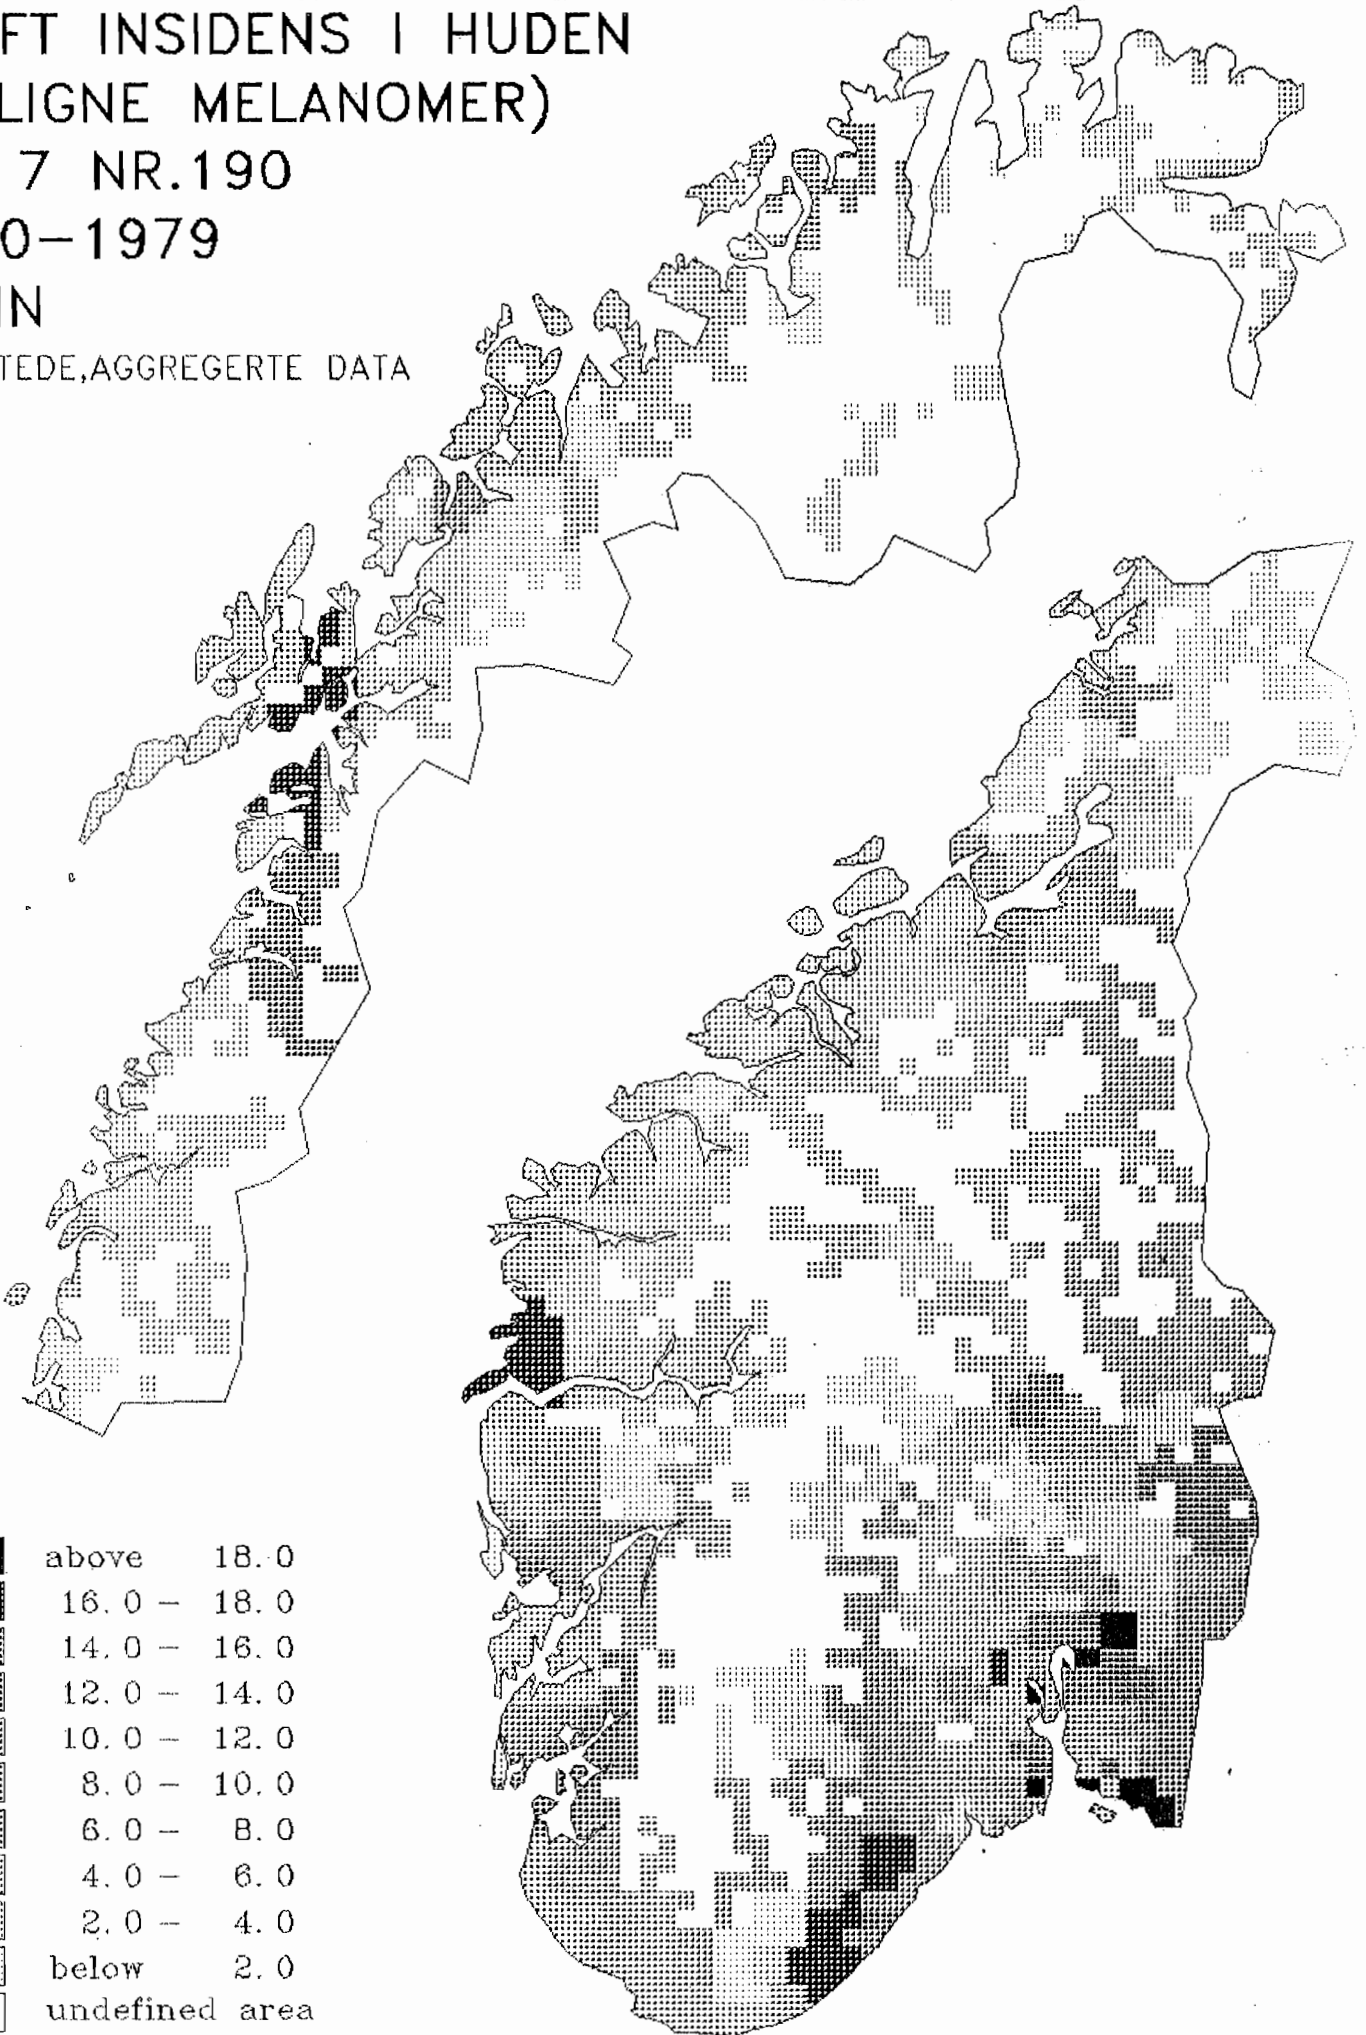 FT INSIDENS I HUDEN
LIGNE MELANOMER)
7 NR.190
0-1979
IN
TEDE,AGGREGERTE DATA
above 18.0
16.0 - 18.0
14.0 - 16.0
12.0 - 14.0
10.0 - 12.0
8.0 - 10.0
6.0 - 8.0
4.0 - 6.0
2.0 - 4.0
below 2.0
undefined area